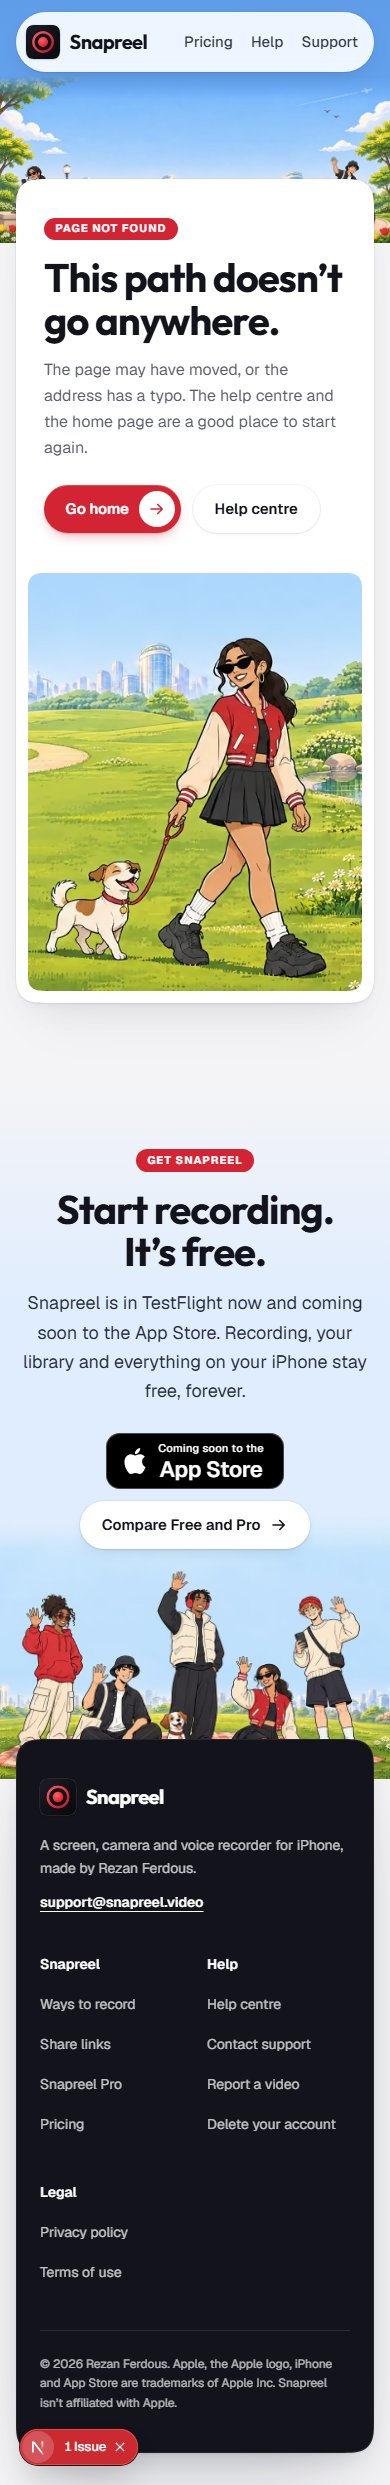 Snapreel
Pricing
Help
Support
PAGE NOT FOUND
This path doesn’t
go anywhere.
The page may have moved, or the
address has a typo. The help centre and
the home page are a good place to start
again.
Go home
Help centre
GET SNAPREEL
Start recording.
It’s free.
Snapreel is in TestFlight now and coming
soon to the App Store. Recording, your
library and everything on your iPhone stay
free, forever.
Coming soon to the
App Store
Compare Free and Pro
Snapreel
A screen, camera and voice recorder for iPhone,
made by Rezan Ferdous.
support@snapreel.video
Snapreel
Ways to record
Share links
Snapreel Pro
Pricing
Help
Help centre
Contact support
Report a video
Delete your account
Legal
Privacy policy
Terms of use
© 2026 Rezan Ferdous. Apple, the Apple logo, iPhone
and App Store are trademarks of Apple Inc. Snapreel
isn’t affiliated with Apple.
N
1 Issue